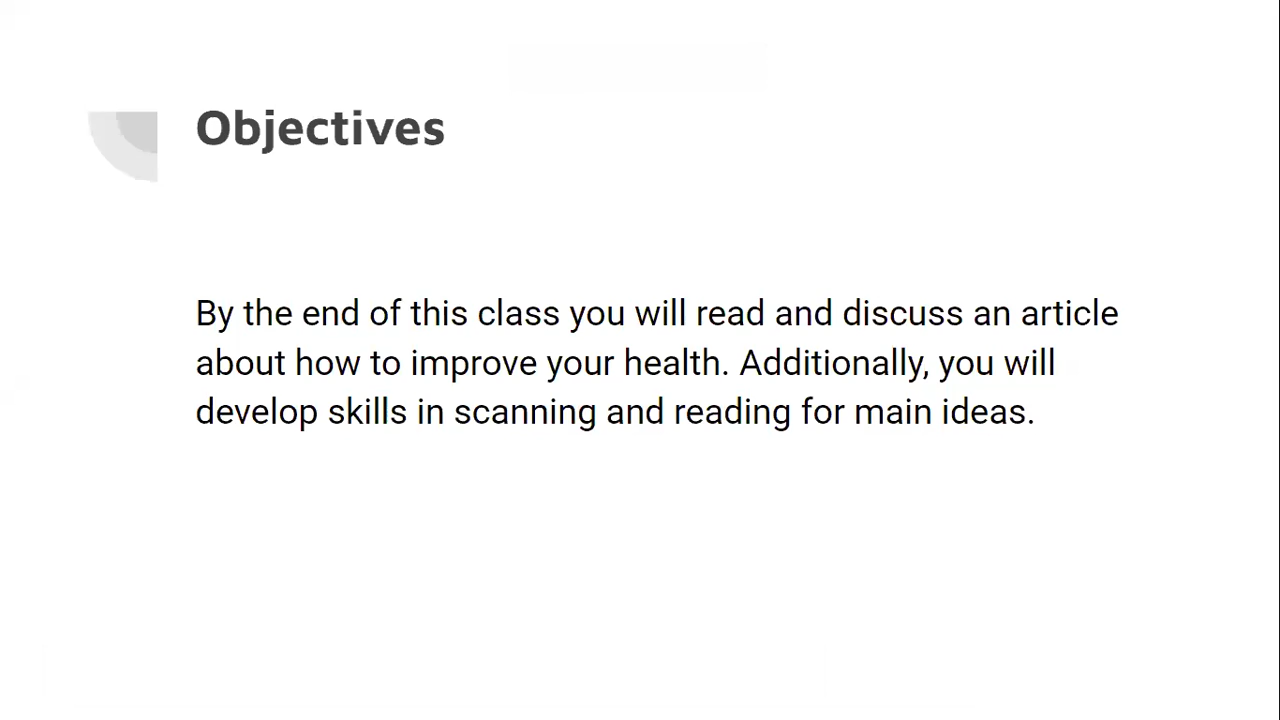 Objectives
By the end of this class you will read and discuss an article
about how to improve your health. Additionally, you will
develop skills in scanning and reading for main ideas.